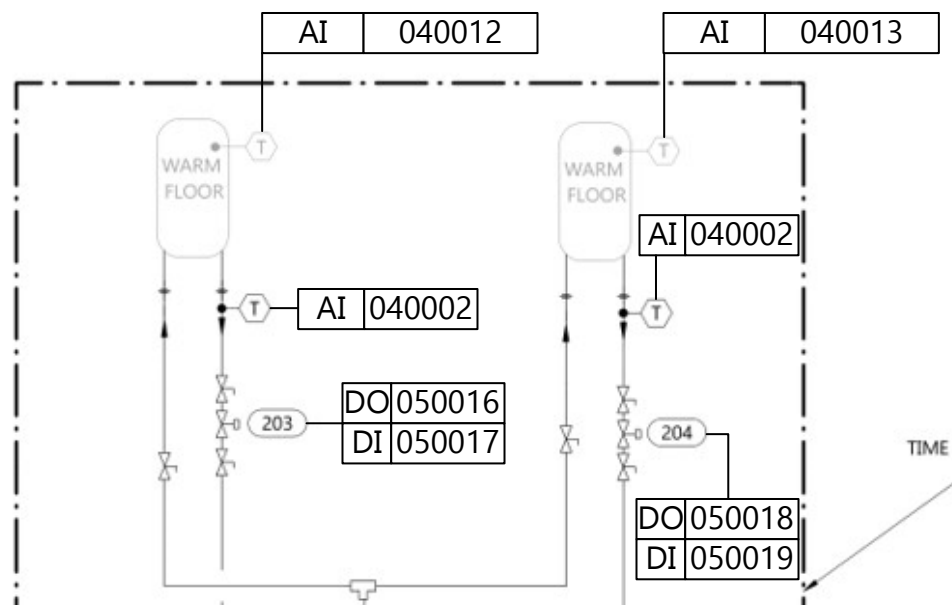 AI 040012
AI 040013
T
T
WARM
FLOOR
WARM
FLOOR
AI 040002
T
AI 040002
T
203
DO 050016
DI 050017
204
TIME
DO 050018
DI 050019